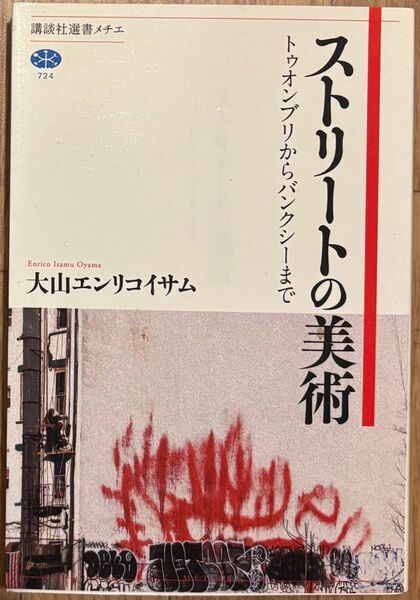 講談社選書メチエ
724
ストリートの美術
トゥオンブリからバンクシーまで
Enrico Isamu Oyama
大山エンリコイサム